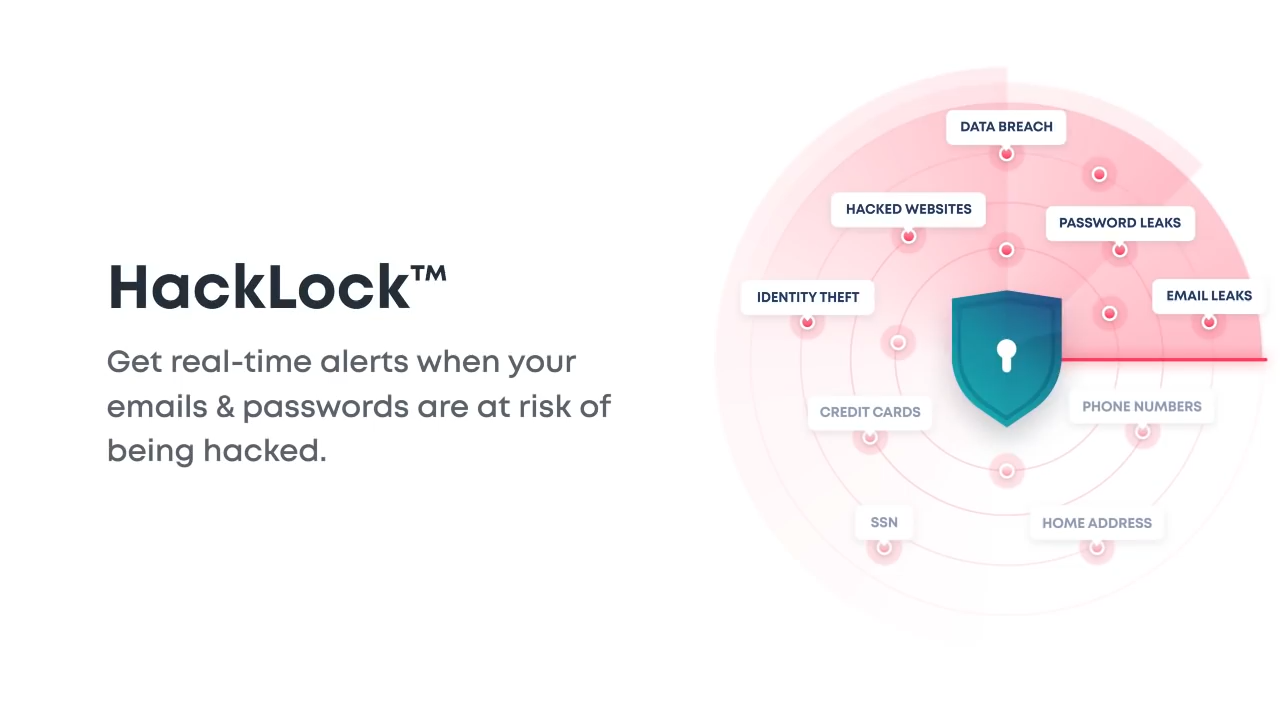 HackLock™
Get real-time alerts when your
emails & passwords are at risk of
being hacked.
DATA BREACH
HACKED WEBSITES
PASSWORD LEAKS
IDENTITY THEFT
EMAIL LEAKS
CREDIT CARDS
PHONE NUMBERS
SSN
HOME ADDRESS